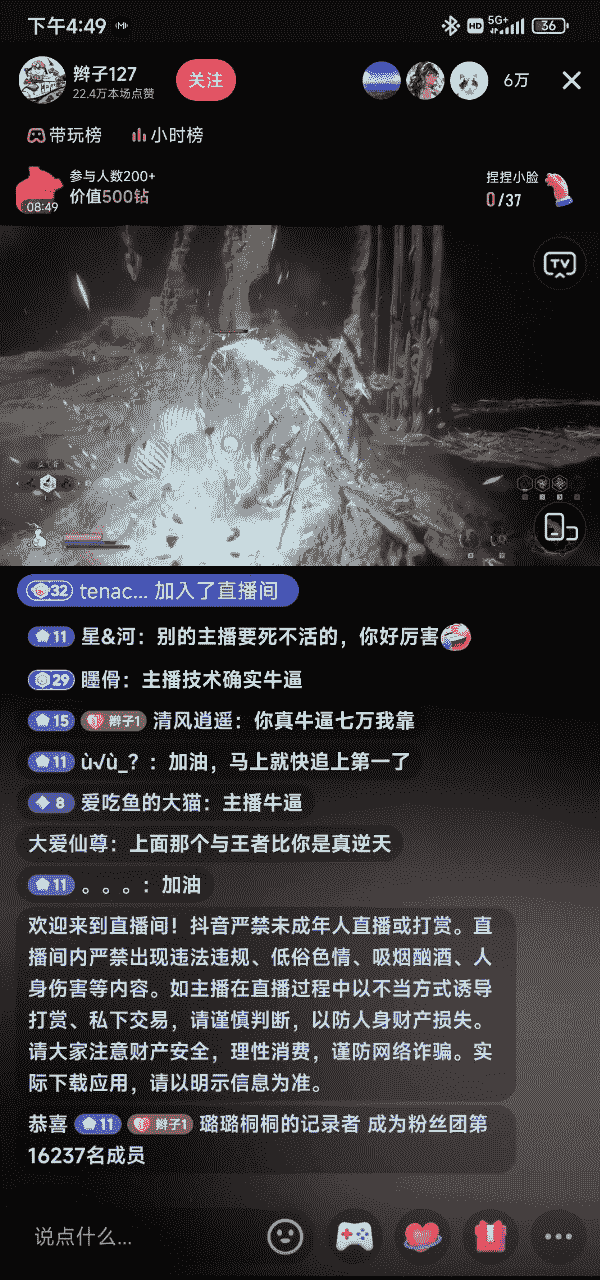 下午4:49
HD 5G+ 36
辫子127
22.4万本场点赞
关注
6万
带玩榜 小时榜
参与人数200+
价值500钻
08:49
捏捏小脸
0/37
TV
32 tenac... 加入了直播间
11 星&河：别的主播要死不活的，你好厉害
29 主播技术确实牛逼
15 辫子1 清风逍遥：你真牛逼七万我靠
11 ù√ù_？：加油，马上就快追上第一了
8 爱吃鱼的大猫：主播牛逼
大爱仙尊：上面那个与王者比你是真逆天
11 。。。：加油
欢迎来到直播间！抖音严禁未成年人直播或打赏。直
播间内严禁出现违法违规、低俗色情、吸烟酗酒、人
身伤害等内容。如主播在直播过程中以不当方式诱导
打赏、私下交易，请谨慎判断，以防人身财产损失。
请大家注意财产安全，理性消费，谨防网络诈骗。实
际下载应用，请以明示信息为准。
恭喜 11 辫子1 璐璐桐桐的记录者 成为粉丝团第
16237名成员
说点什么...